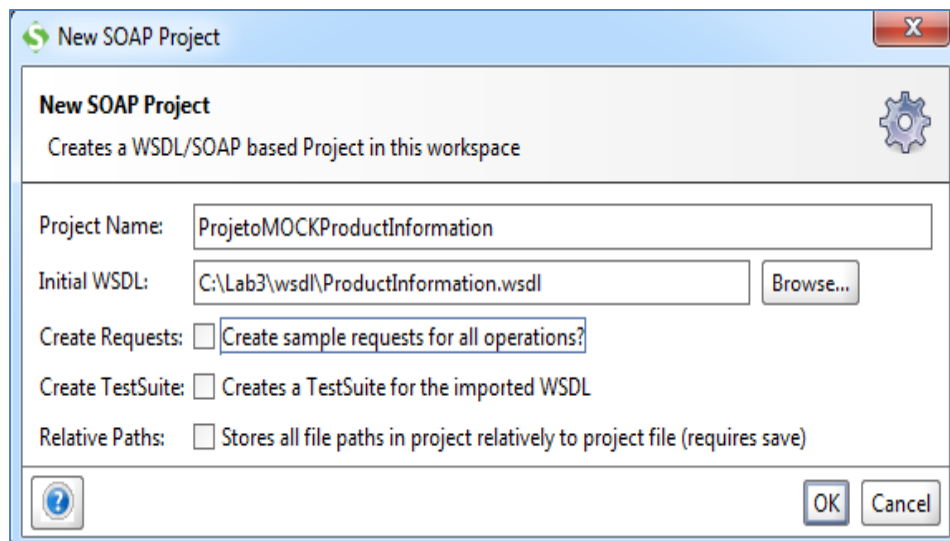 New SOAP Project
New SOAP Project
Creates a WSDL/SOAP based Project in this workspace
Project Name: ProjetoMOCKProductInformation
Initial WSDL: C:\Lab3\wsdl\ProductInformation.wsdl Browse...
Create Requests: Create sample requests for all operations?
Create TestSuite: Creates a TestSuite for the imported WSDL
Relative Paths: Stores all file paths in project relatively to project file (requires save)
OK Cancel